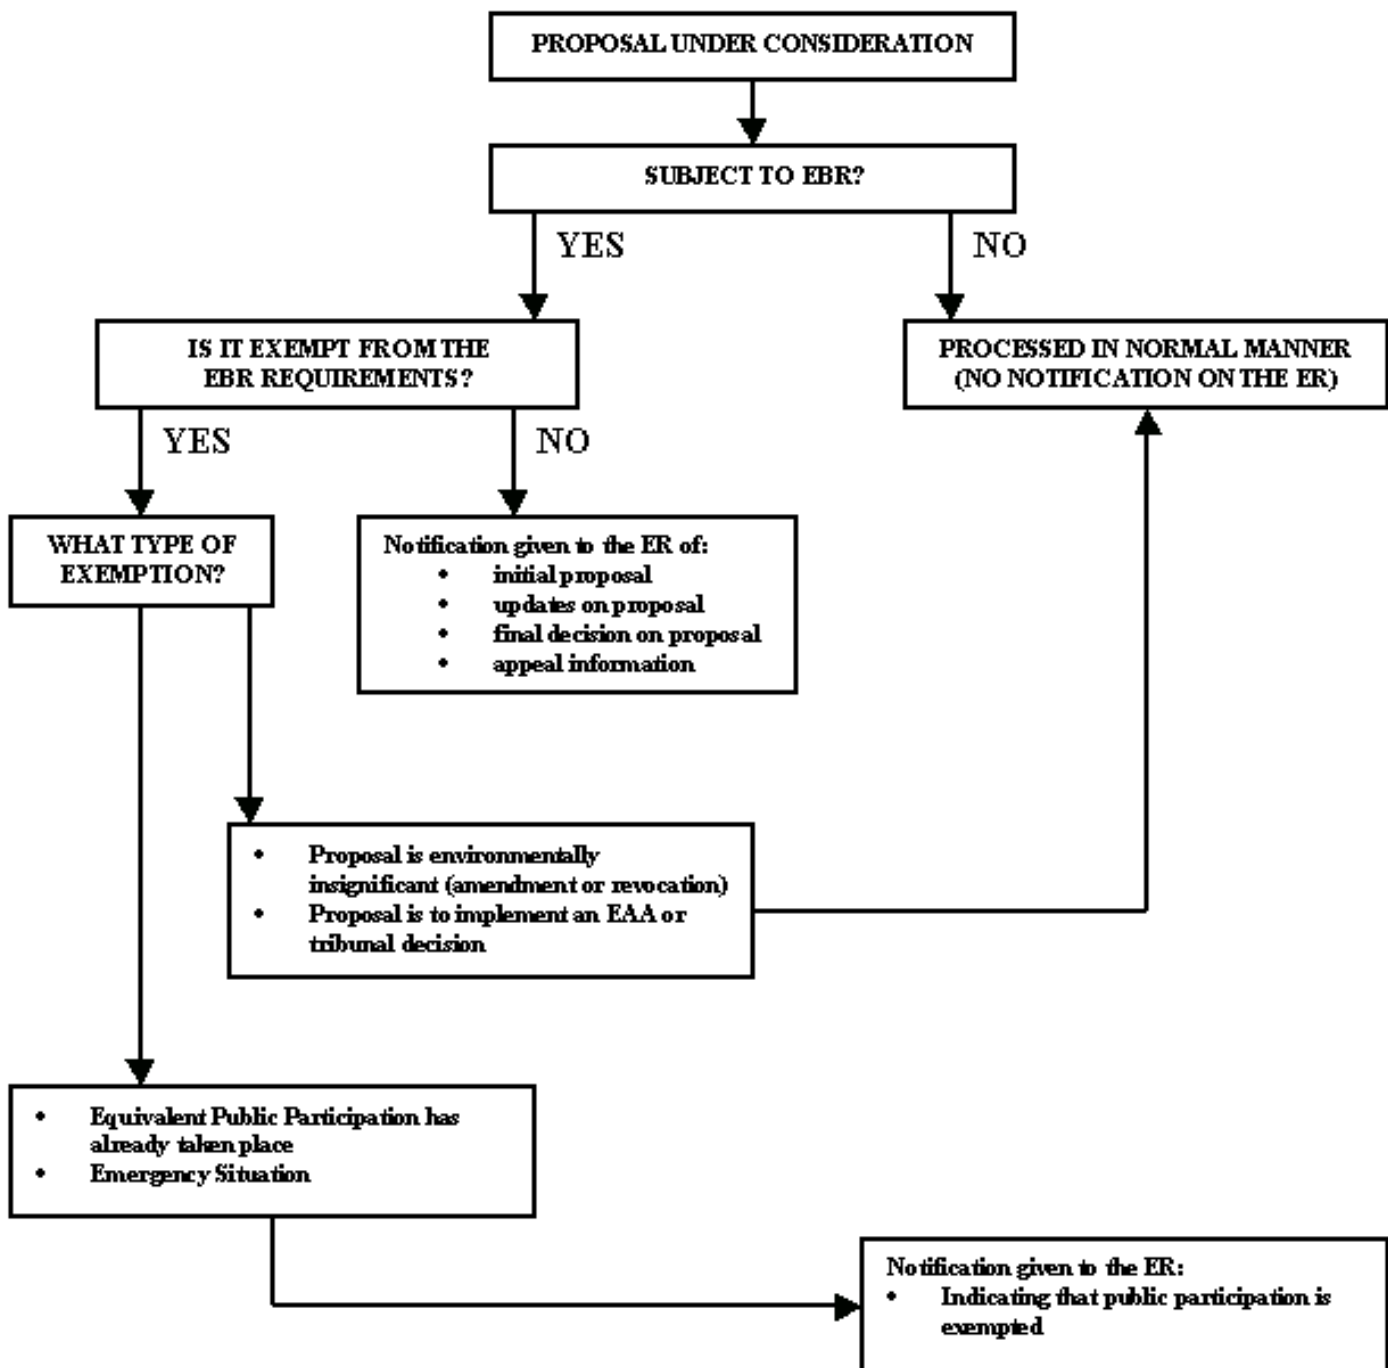 PROPOSAL UNDER CONSIDERATION
SUBJECT TO EBR?
YES
NO
IS IT EXEMPT FROM THE
EBR REQUIREMENTS?
PROCESSED IN NORMAL MANNER
(NO NOTIFICATION ON THE ER)
YES
NO
WHAT TYPE OF
EXEMPTION?
Notification given to the ER of:
• initial proposal
• updates on proposal
• final decision on proposal
• appeal information
• Proposal is environmentally
insignificant (amendment or revocation)
• Proposal is to implement an EAA or
tribunal decision
• Equivalent Public Participation has
already taken place
• Emergency Situation
Notification given to the ER:
• Indicating that public participation is
exempted